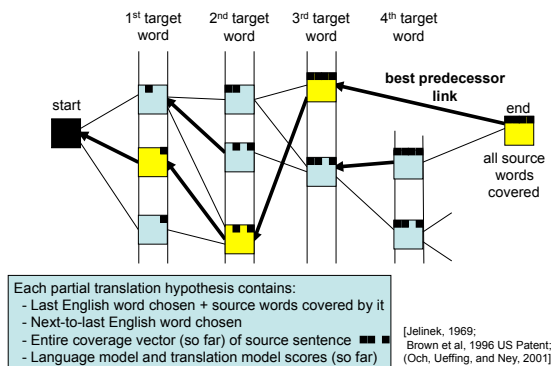 1st target word
2nd target word
3rd target word
4th target word
best predecessor
link
start
end
all source
words
covered
Each partial translation hypothesis contains:
- Last English word chosen + source words covered by it
- Next-to-last English word chosen
- Entire coverage vector (so far) of source sentence
- Language model and translation model scores (so far)
[Jelinek, 1969;
Brown et al, 1996 US Patent;
(Och, Ueffing, and Ney, 2001]